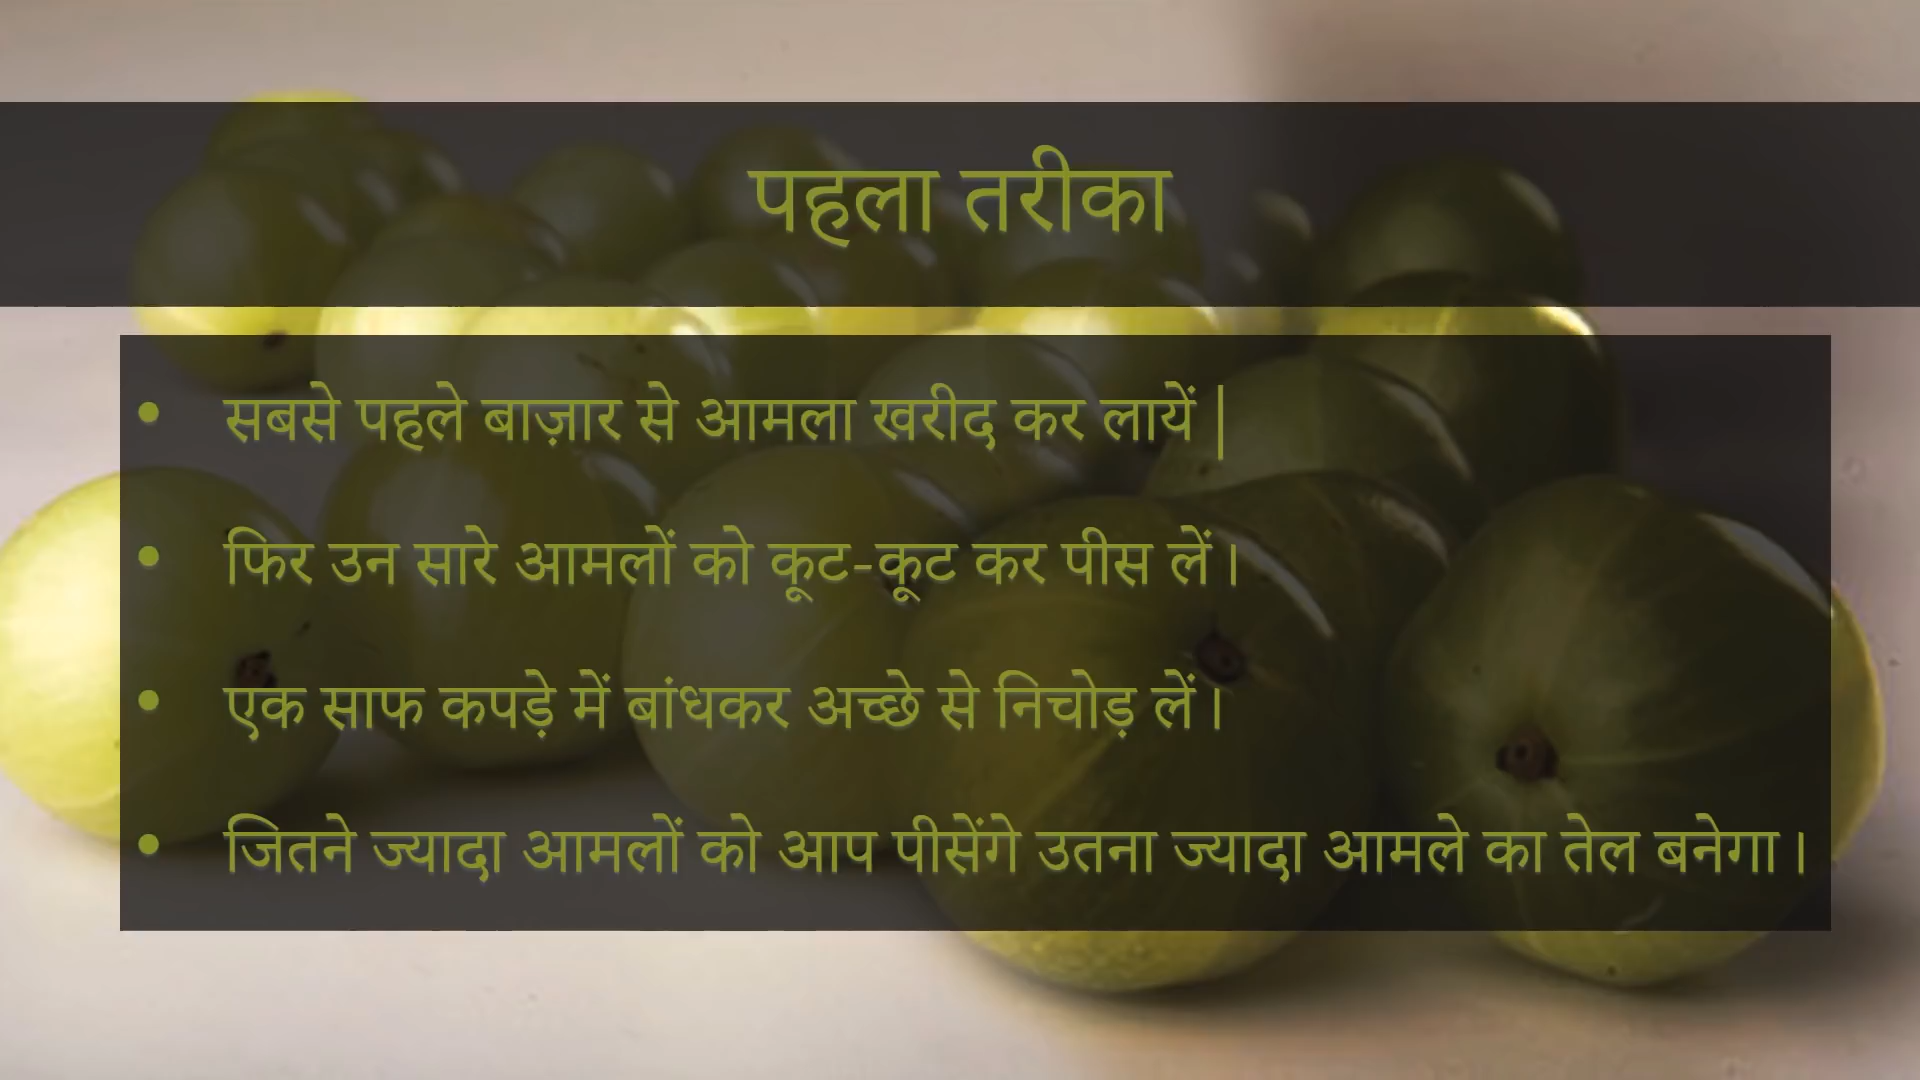 पहला तरीका
• सबसे पहले बाज़ार से आमला खरीद कर लायें |
• फिर उन सारे आमलों को कूट-कूट कर पीस लें।
• एक साफ कपड़े में बांधकर अच्छे से निचोड़ लें।
• जितने ज्यादा आमलों को आप पीसेंगे उतना ज्यादा आमले का तेल बनेगा।